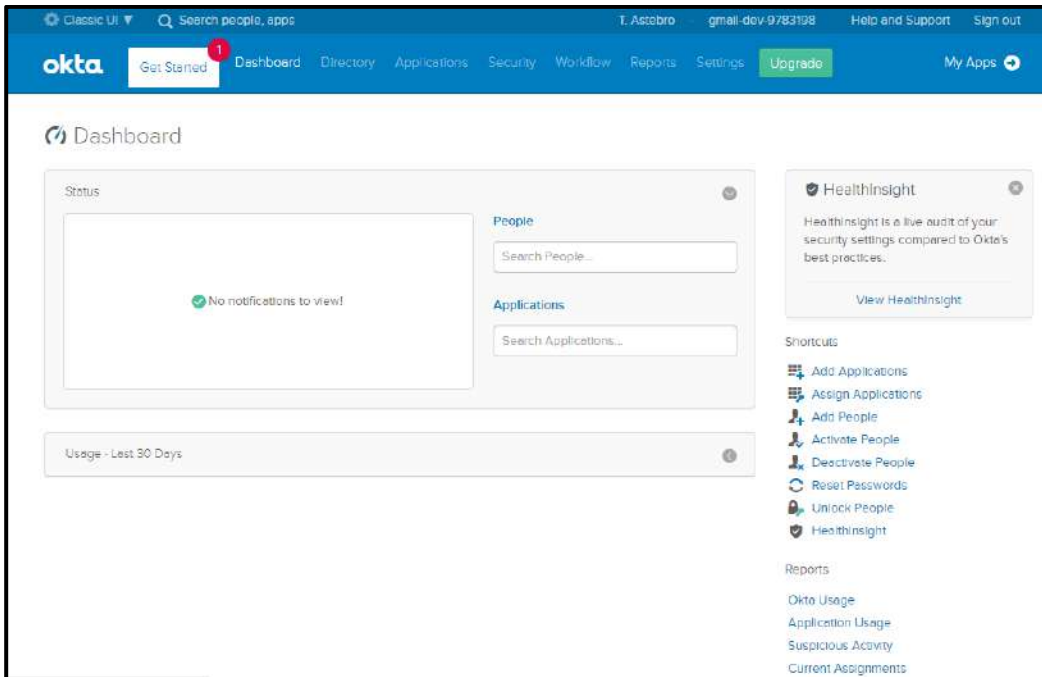 Classic UI ▼ Search people, apps T. Astebro gmail-dev-9783198 Help and Support Sign out
okta Get Started 1 Dashboard Directory Applications Security Workflow Reports Settings Upgrade My Apps
Dashboard
Status
No notifications to view!
People
Search People...
Applications
Search Applications...
Usage - Last 30 Days
HealthInsight
HealthInsight is a live audit of your
security settings compared to Okta's
best practices.
View HealthInsight
Shortcuts
Add Applications
Assign Applications
Add People
Activate People
Deactivate People
Reset Passwords
Unlock People
HealthInsight
Reports
Okta Usage
Application Usage
Suspicious Activity
Current Assignments